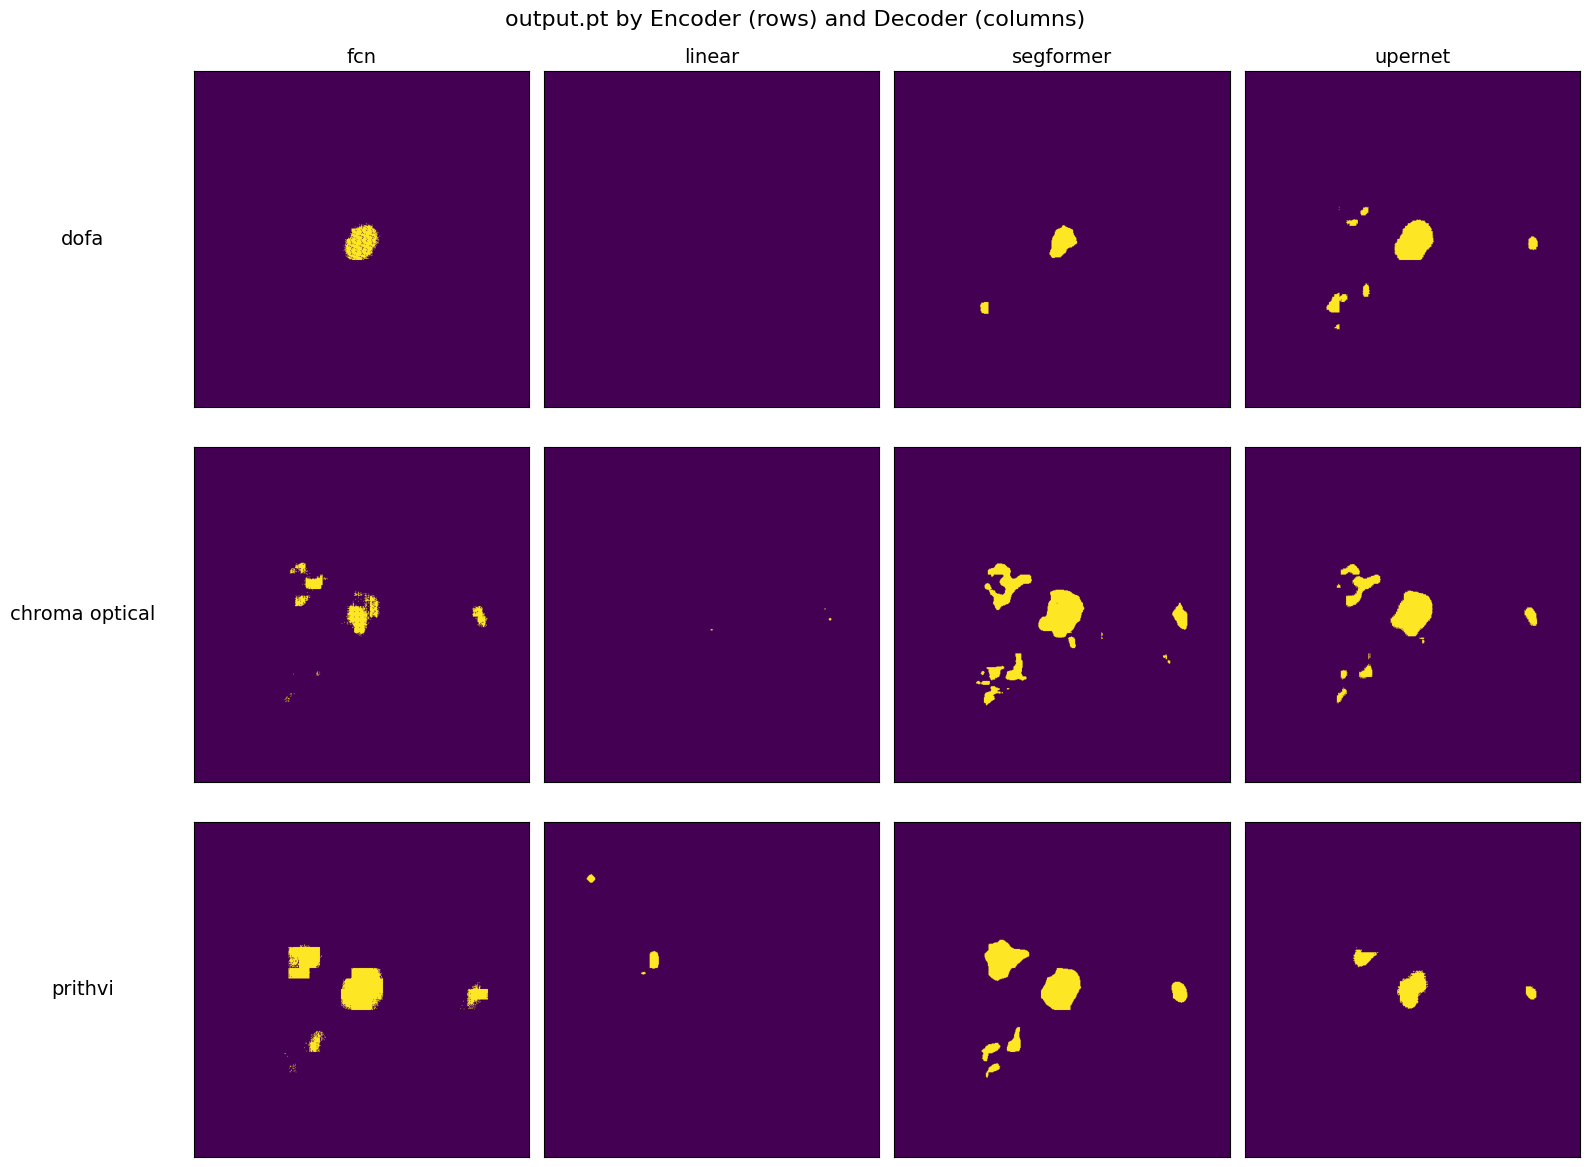 output.pt by Encoder (rows) and Decoder (columns)
fcn
linear
segformer
upernet
dofa
chroma optical
prithvi